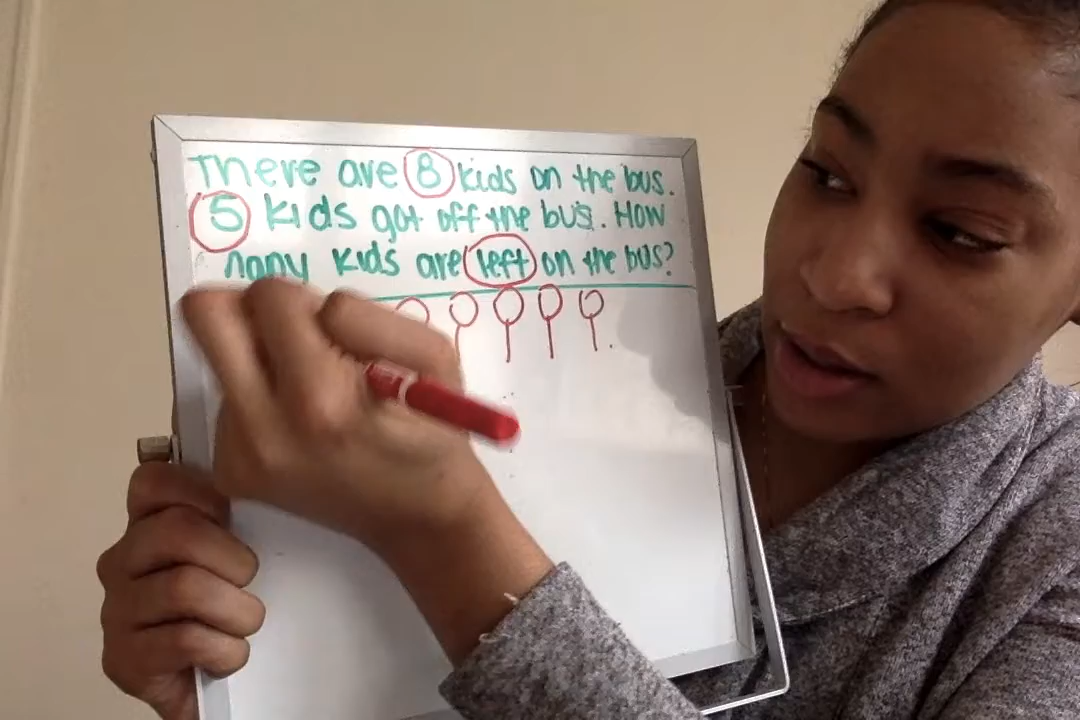 There are 8 kids on the bus.
5 kids got off the bus. How
many kids are left on the bus?